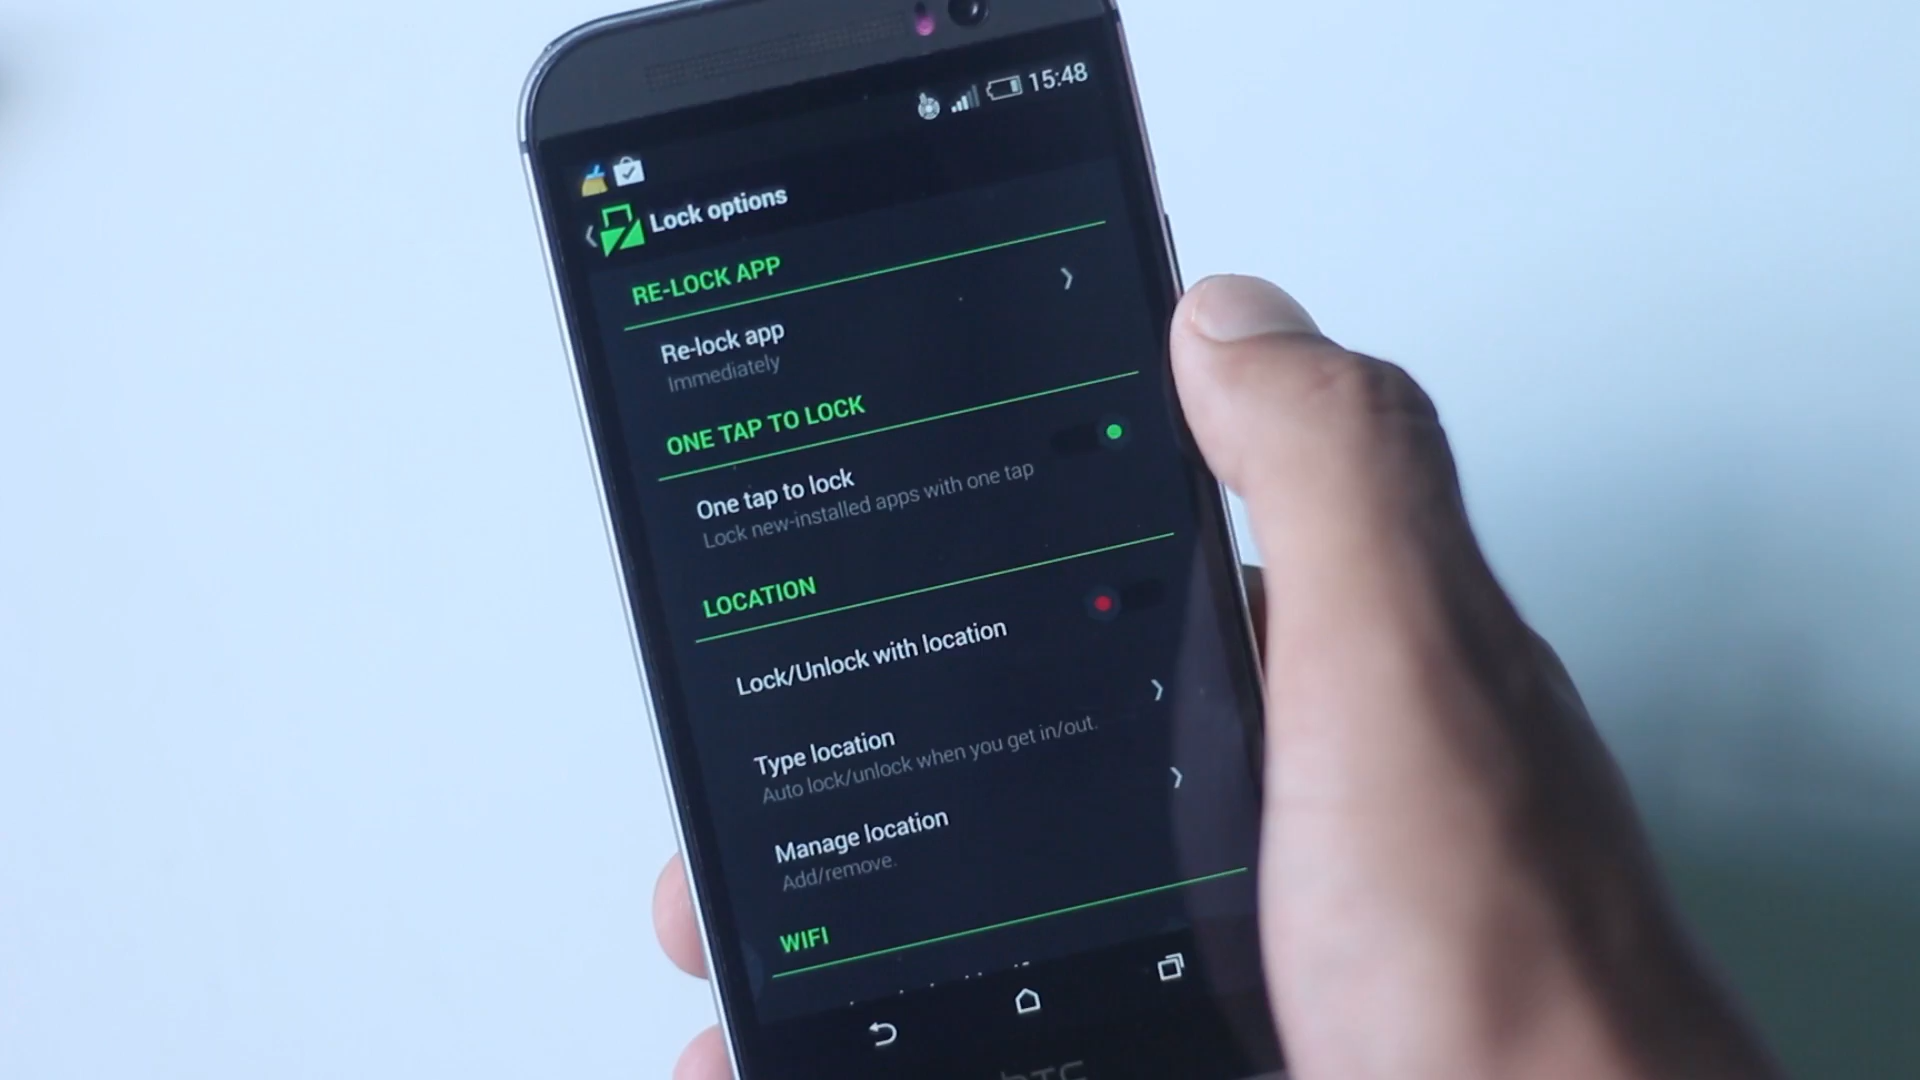 15:48
Lock options
RE-LOCK APP
Re-lock app
Immediately
ONE TAP TO LOCK
One tap to lock
Lock new-installed apps with one tap
LOCATION
Lock/Unlock with location
Type location
Auto lock/unlock when you get in/out.
Manage location
Add/remove.
WIFI
hTC